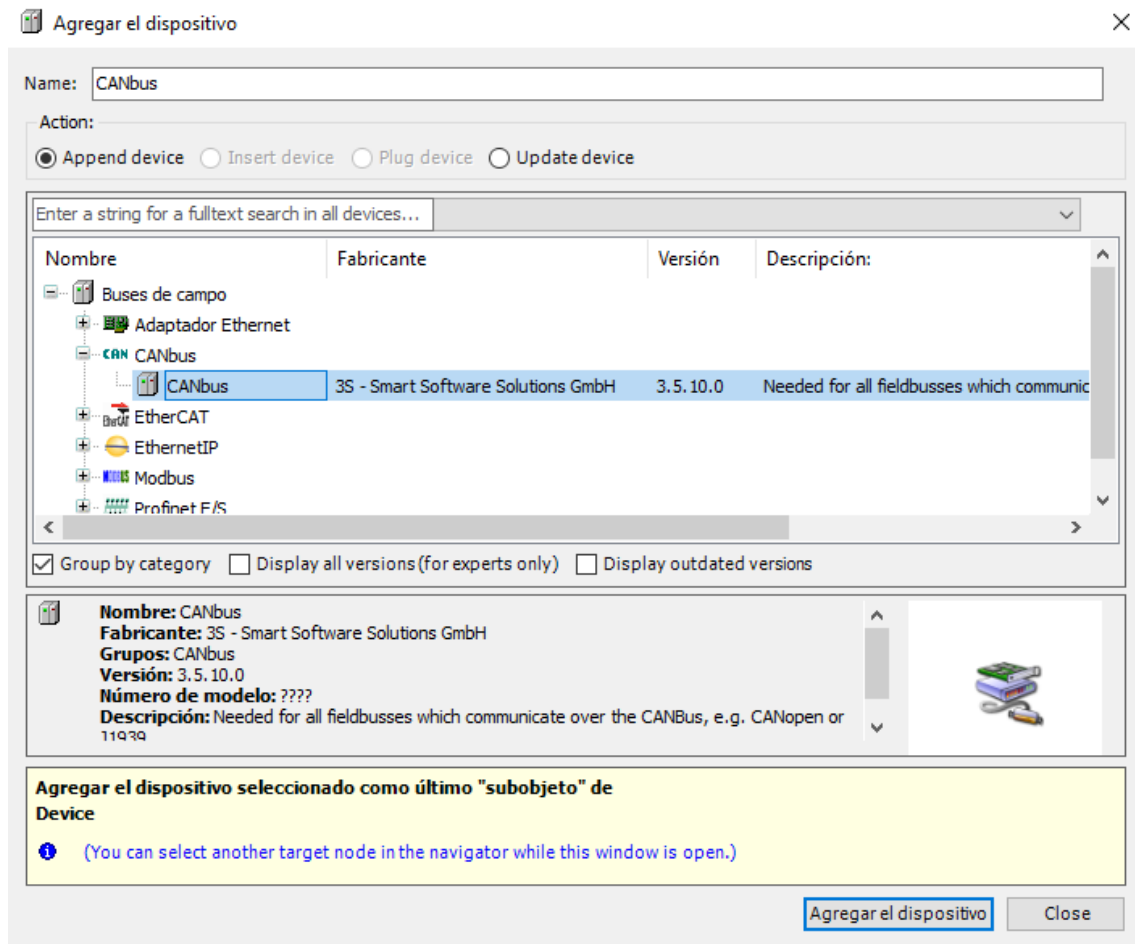 Agregar el dispositivo
Name: CANbus
Action:
Append device Insert device Plug device Update device
Enter a string for a fulltext search in all devices...
Nombre Fabricante Versión Descripción:
Buses de campo
Adaptador Ethernet
CAN CANbus
CANbus 3S - Smart Software Solutions GmbH 3.5.10.0 Needed for all fieldbusses which communic
EtherCAT EtherCAT
EthernetIP
MODBUS Modbus
Profinet E/S
Group by category Display all versions (for experts only) Display outdated versions
Nombre: CANbus
Fabricante: 3S - Smart Software Solutions GmbH
Grupos: CANbus
Versión: 3.5.10.0
Número de modelo: ????
Descripción: Needed for all fieldbusses which communicate over the CANBus, e.g. CANopen or
J1939
Agregar el dispositivo seleccionado como último "subobjeto" de
Device
(You can select another target node in the navigator while this window is open.)
Agregar el dispositivo Close